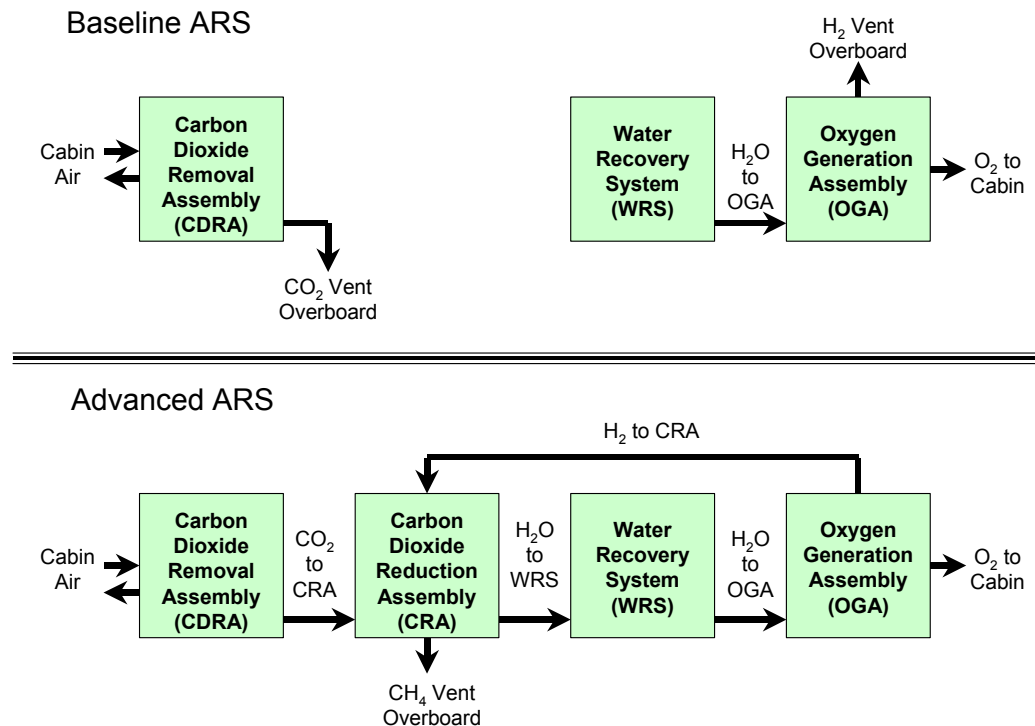 Baseline ARS
H₂ Vent
Overboard
Cabin
Air
Carbon
Dioxide
Removal
Assembly
(CDRA)
CO₂ Vent
Overboard
Water
Recovery
System
(WRS)
H₂O
to
OGA
Oxygen
Generation
Assembly
(OGA)
O₂ to
Cabin
Advanced ARS
H₂ to CRA
Cabin
Air
Carbon
Dioxide
Removal
Assembly
(CDRA)
CO₂
to
CRA
Carbon
Dioxide
Reduction
Assembly
(CRA)
H₂O
to
WRS
Water
Recovery
System
(WRS)
H₂O
to
OGA
Oxygen
Generation
Assembly
(OGA)
O₂ to
Cabin
CH₄ Vent
Overboard